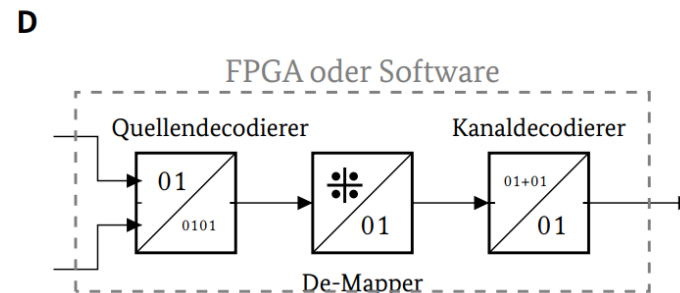 D
FPGA oder Software
Quellendecodierer
Kanaldecodierer
01
0101
01
01+01
01
De-Mapper